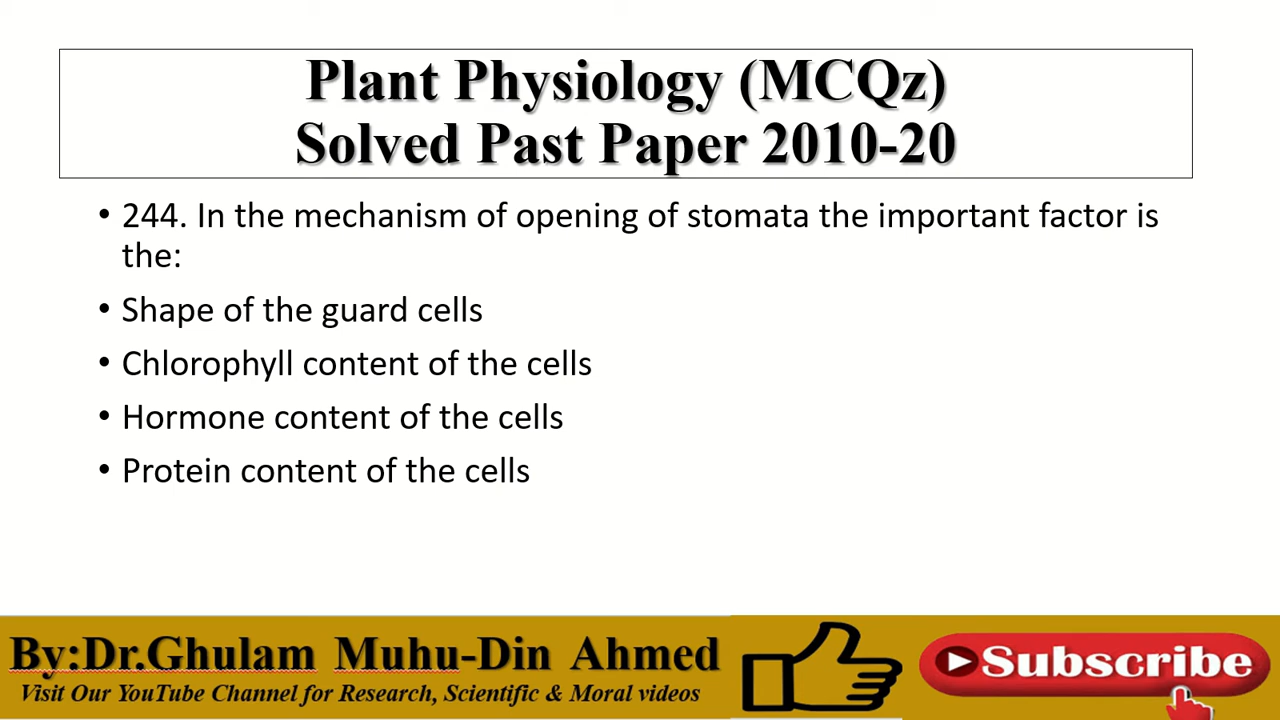 Plant Physiology (MCQz)
Solved Past Paper 2010-20
• 244. In the mechanism of opening of stomata the important factor is
the:
• Shape of the guard cells
• Chlorophyll content of the cells
• Hormone content of the cells
• Protein content of the cells
By:Dr.Ghulam Muhu-Din Ahmed
Visit Our YouTube Channel for Research, Scientific & Moral videos
Subscribe